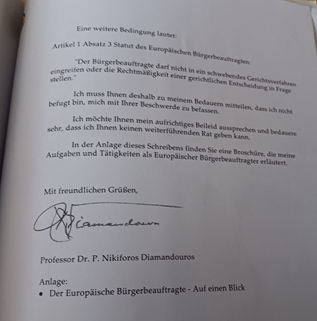 Eine weitere Bedingung lautet:
Artikel 1 Absatz 3 Statut des Europäischen Bürgerbeauftragten:
"Der Bürgerbeauftragte darf nicht in ein schwebendes Gerichtsverfahren
eingreifen oder die Rechtmäßigkeit einer gerichtlichen Entscheidung in Frage
stellen."
Ich muss Ihnen deshalb zu meinem Bedauern mitteilen, dass ich nicht
befugt bin, mich mit Ihrer Beschwerde zu befassen.
Ich möchte Ihnen mein aufrichtiges Beileid aussprechen und bedauere
sehr, dass ich Ihnen keinen weiterführenden Rat geben kann.
In der Anlage dieses Schreibens finden Sie eine Broschüre, die meine
Aufgaben und Tätigkeiten als Europäischer Bürgerbeauftragter erläutert.
Mit freundlichen Grüßen,
Diamandouros
Professor Dr. P. Nikiforos Diamandouros
Anlage:
• Der Europäische Bürgerbeauftragte - Auf einen Blick